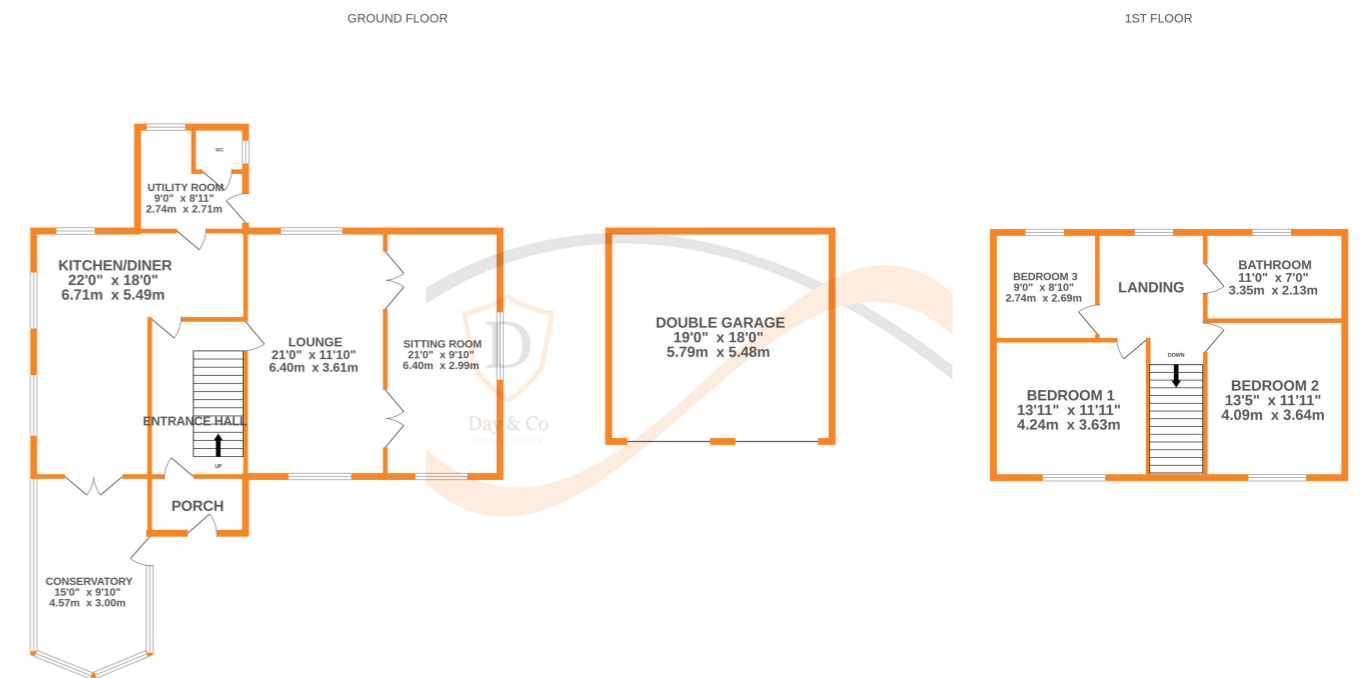 GROUND FLOOR
1ST FLOOR
WC
UTILITY ROOM
9'0" x 8'11"
2.74m x 2.71m
KITCHEN/DINER
22'0" x 18'0"
6.71m x 5.49m
LOUNGE
21'0" x 11'10"
6.40m x 3.61m
SITTING ROOM
21'0" x 9'10"
6.40m x 2.99m
ENTRANCE HALL
UP
PORCH
CONSERVATORY
15'0" x 9'10"
4.57m x 3.00m
D
Day & Co
ESTATE AGENTS
DOUBLE GARAGE
19'0" x 18'0"
5.79m x 5.48m
BEDROOM 3
9'0" x 8'10"
2.74m x 2.69m
LANDING
BATHROOM
11'0" x 7'0"
3.35m x 2.13m
DOWN
BEDROOM 1
13'11" x 11'11"
4.24m x 3.63m
BEDROOM 2
13'5" x 11'11"
4.09m x 3.64m